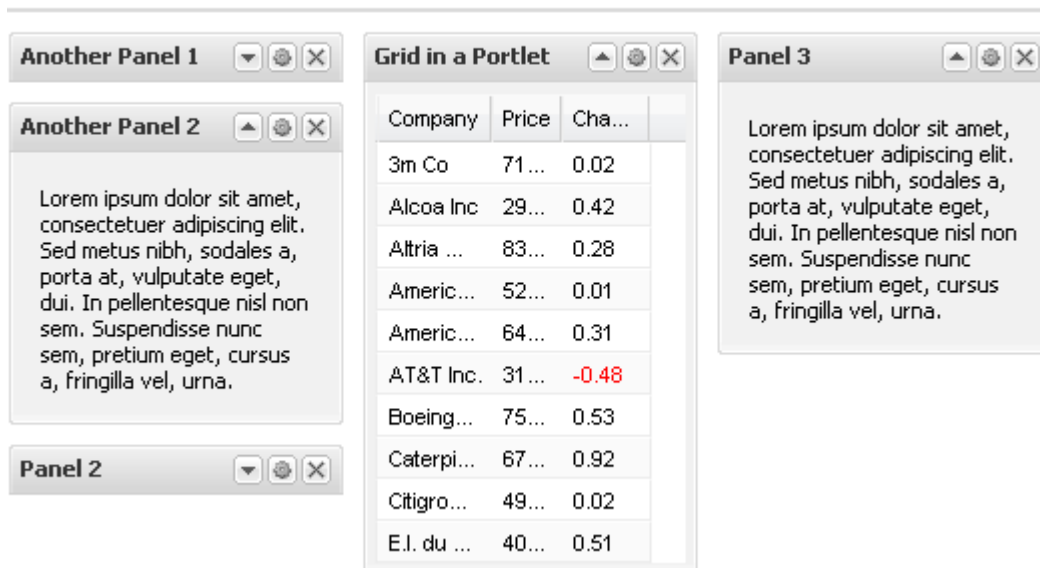 Another Panel 1
Another Panel 2
Lorem ipsum dolor sit amet,
consectetuer adipiscing elit.
Sed metus nibh, sodales a,
porta at, vulputate eget,
dui. In pellentesque nisl non
sem. Suspendisse nunc
sem, pretium eget, cursus
a, fringilla vel, urna.
Panel 2
Grid in a Portlet
Company Price Cha...
3m Co 71... 0.02
Alcoa Inc 29... 0.42
Altria ... 83... 0.28
Americ... 52... 0.01
Americ... 64... 0.31
AT&T Inc. 31... -0.48
Boeing... 75... 0.53
Caterpi... 67... 0.92
Citigro... 49... 0.02
E.I. du ... 40... 0.51
Panel 3
Lorem ipsum dolor sit amet,
consectetuer adipiscing elit.
Sed metus nibh, sodales a,
porta at, vulputate eget,
dui. In pellentesque nisl non
sem. Suspendisse nunc
sem, pretium eget, cursus
a, fringilla vel, urna.